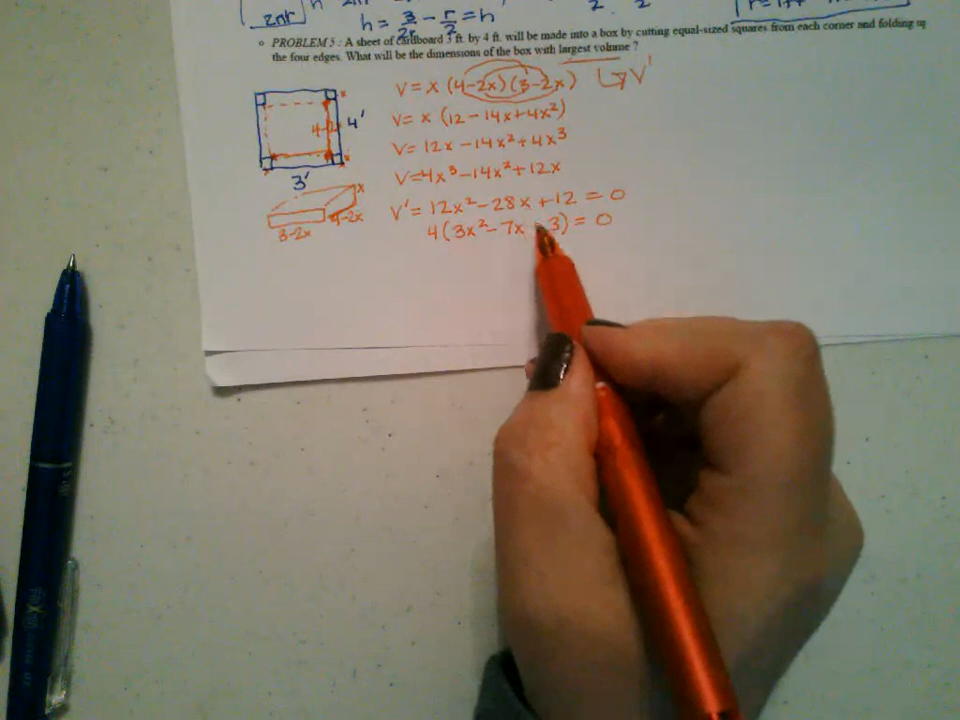 2πr
h = 3/2r - r/2 = h
PROBLEM 5 : A sheet of cardboard 3 ft. by 4 ft. will be made into a box by cutting equal-sized squares from each corner and folding up
the four edges. What will be the dimensions of the box with largest volume ?
V = x (4-2x)(3-2x) V'
V = x (12 - 14x + 4x²)
V = 12x - 14x² + 4x³
V = 4x³ - 14x² + 12x
V' = 12x² - 28x + 12 = 0
4(3x² - 7x + 3) = 0
x
4'
x
3'
x
4-2x
3-2x